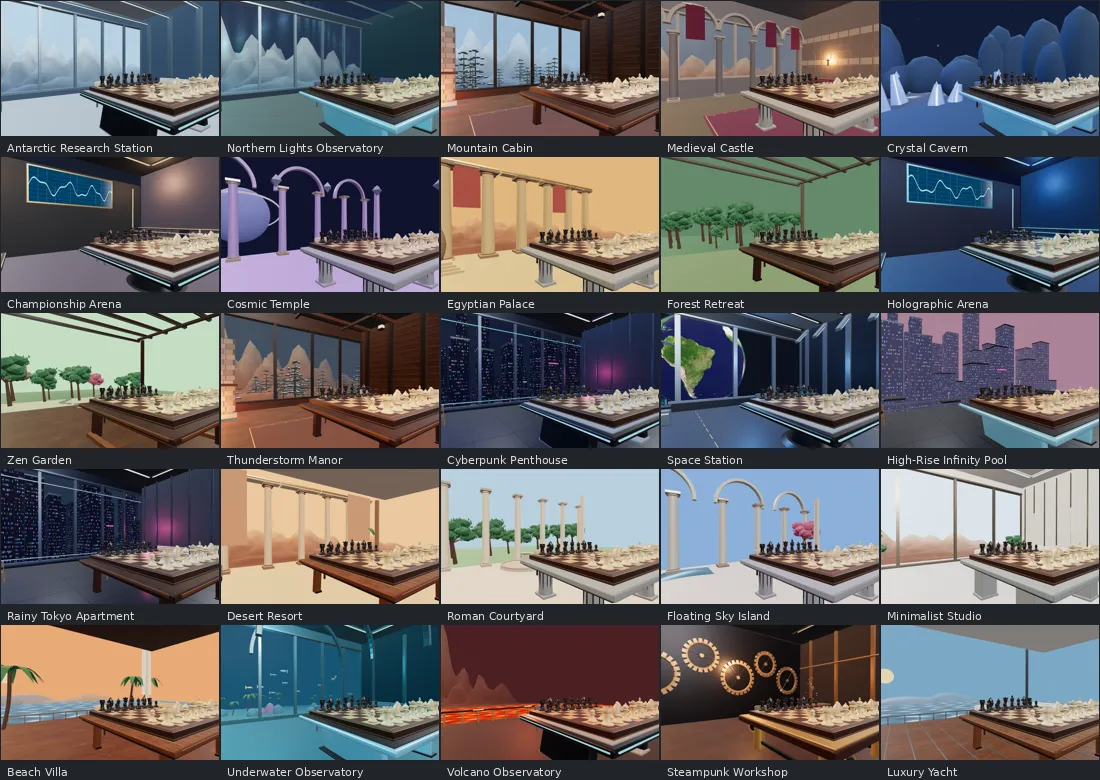 Antarctic Research Station
Northern Lights Observatory
Mountain Cabin
Medieval Castle
Crystal Cavern
Championship Arena
Cosmic Temple
Egyptian Palace
Forest Retreat
Holographic Arena
Zen Garden
Thunderstorm Manor
Cyberpunk Penthouse
Space Station
High-Rise Infinity Pool
Rainy Tokyo Apartment
Desert Resort
Roman Courtyard
Floating Sky Island
Minimalist Studio
Beach Villa
Underwater Observatory
Volcano Observatory
Steampunk Workshop
Luxury Yacht